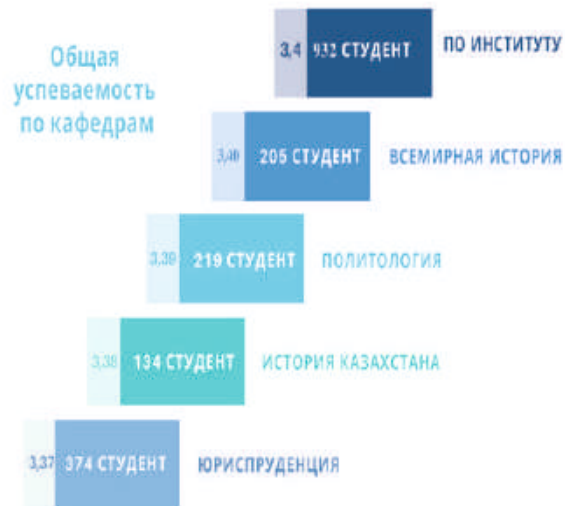 Общая
успеваемость
по кафедрам
3,4 932 СТУДЕНТ ПО ИНСТИТУТУ
3,40 205 СТУДЕНТ ВСЕМИРНАЯ ИСТОРИЯ
3,39 219 СТУДЕНТ ПОЛИТОЛОГИЯ
3,38 134 СТУДЕНТ ИСТОРИЯ КАЗАХСТАНА
3,37 374 СТУДЕНТ ЮРИСПРУДЕНЦИЯ